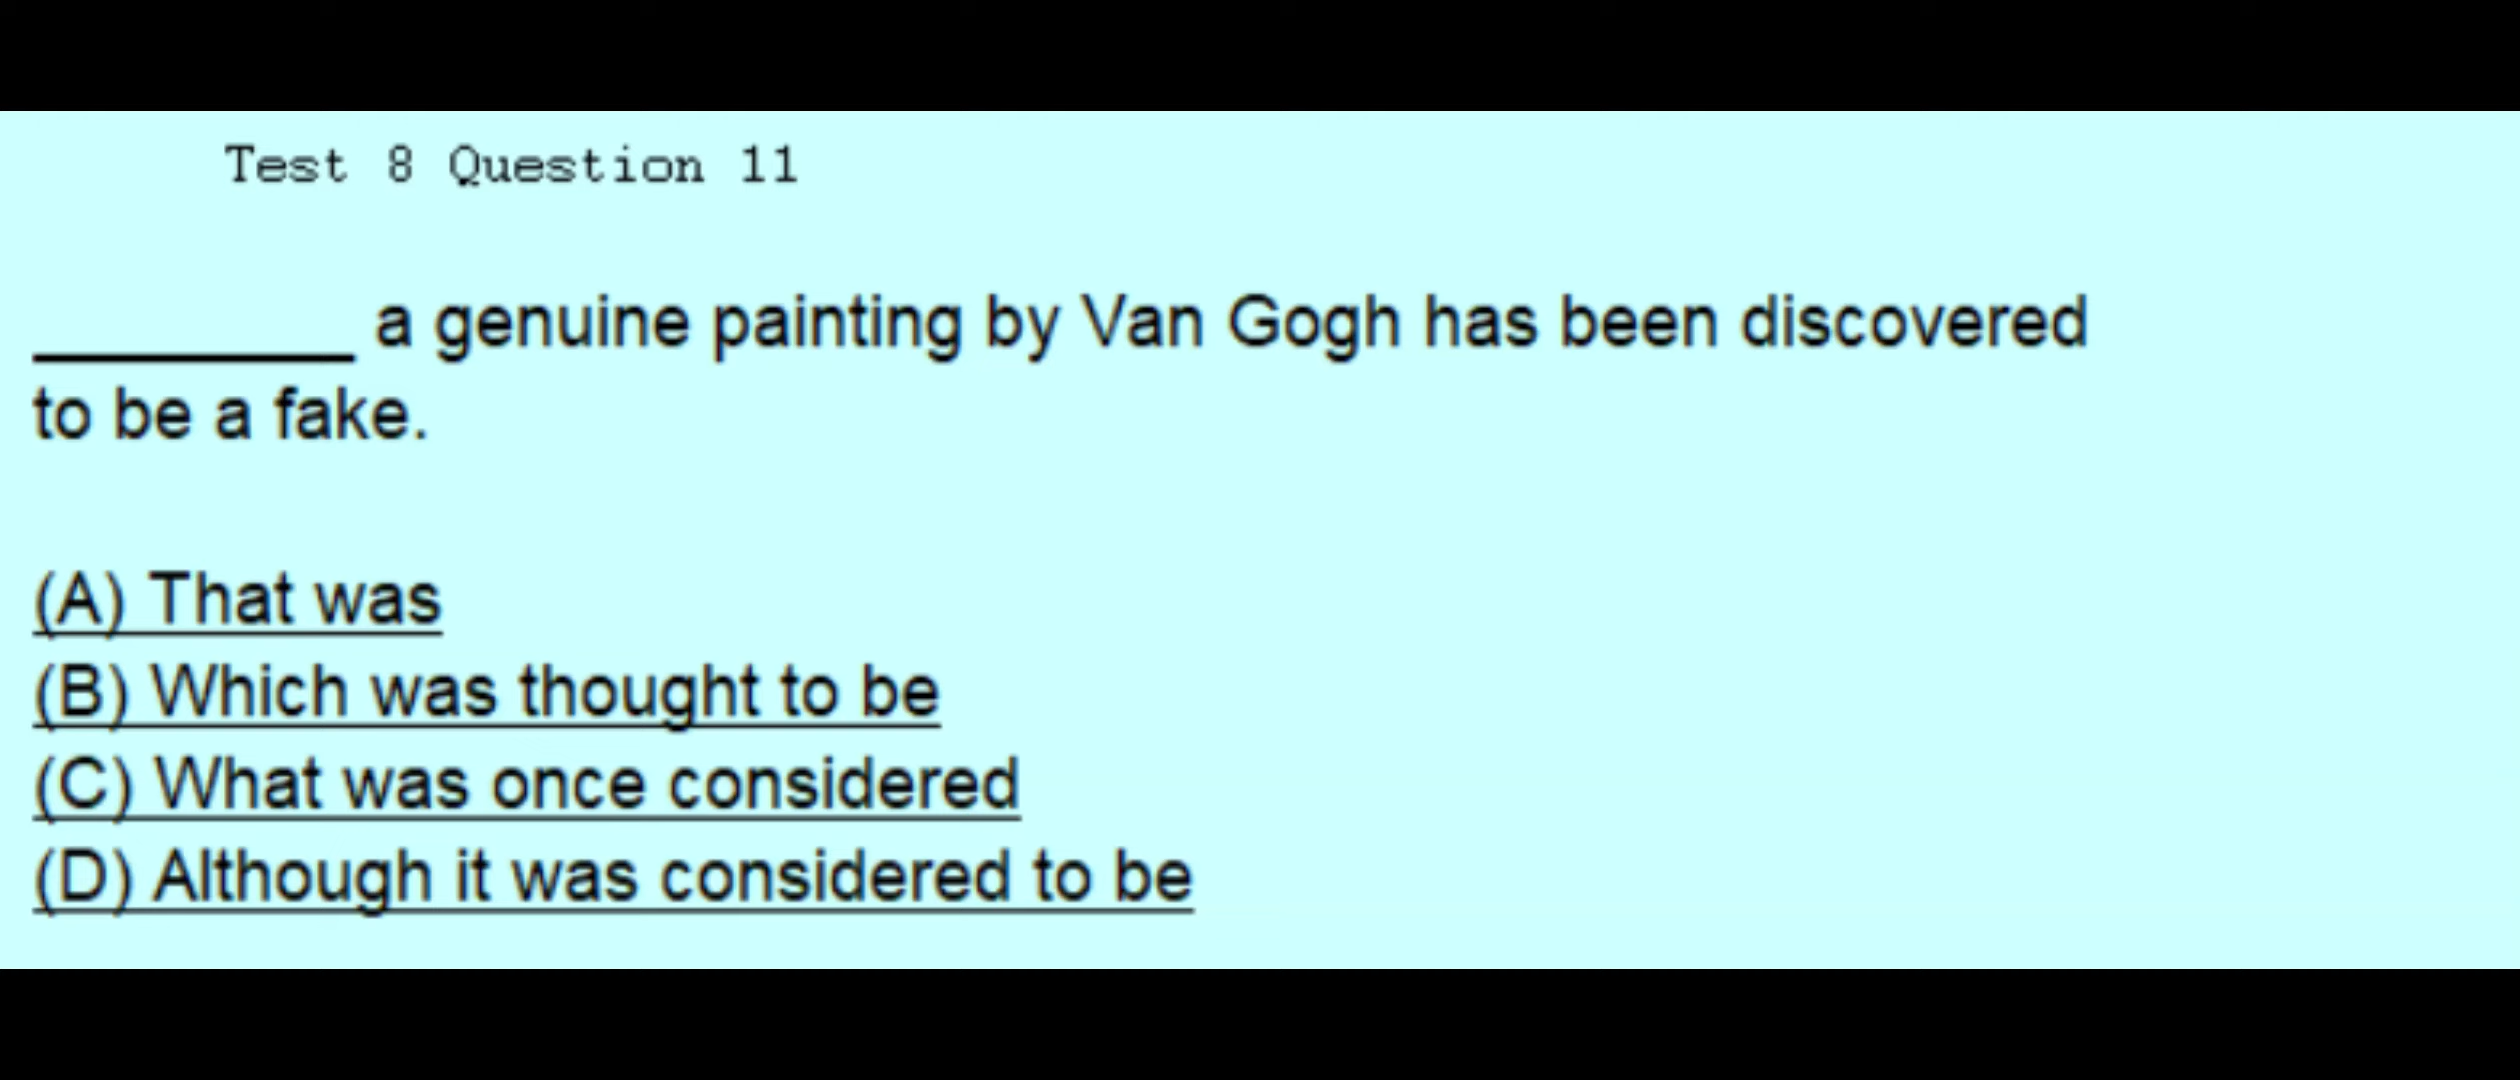 Test 8 Question 11
________ a genuine painting by Van Gogh has been discovered
to be a fake.
(A) That was
(B) Which was thought to be
(C) What was once considered
(D) Although it was considered to be